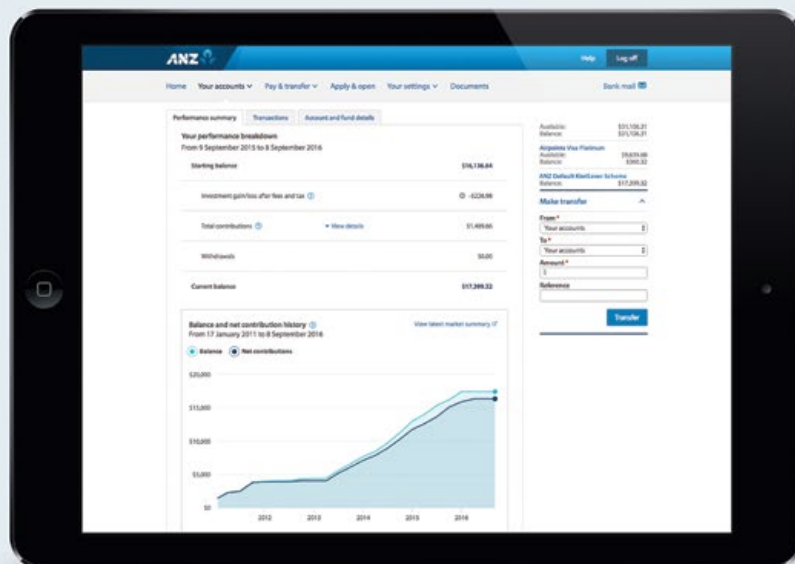 ANZ
Help Log off
Home Your accounts Pay & transfer Apply & open Your settings Documents Bank mail
Performance summary Transactions Account and fund details
Your performance breakdown
From 9 September 2015 to 8 September 2016
Starting balance $16,136.64
Investment gain/loss after fees and tax
Total contributions View details $1,489.66
Withdrawals $0.00
Current balance $17,399.32
Balance and net contribution history View latest market summary
From 17 January 2011 to 8 September 2016
Balance Net contributions
$20,000
$15,000
$10,000
$5,000
$0
2012 2013 2014 2015 2016
Available:
Balance:
Airpoints Visa Platinum
Available:
Balance:
ANZ Default KiwiSaver Scheme
Balance: $17,399.32
Make transfer
From*
Your accounts
To*
Your accounts
Amount*
$
Reference
Transfer